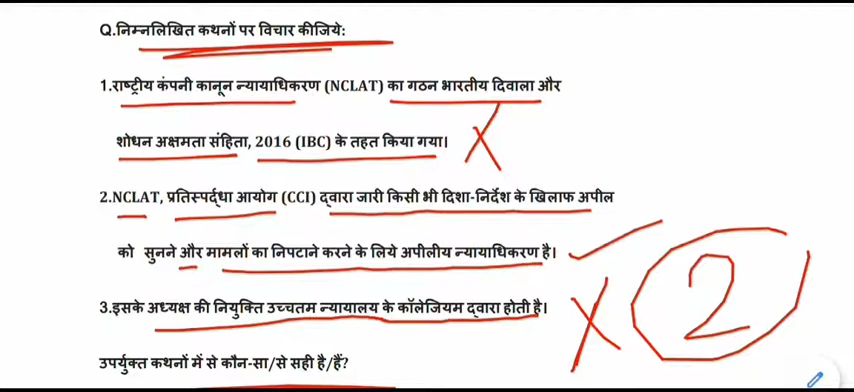 Q.निम्नलिखित कथनों पर विचार कीजिये:
1.राष्ट्रीय कंपनी कानून न्यायाधिकरण (NCLAT) का गठन भारतीय दिवाला और
शोधन अक्षमता संहिता, 2016 (IBC) के तहत किया गया।
2.NCLAT, प्रतिस्पर्द्धा आयोग (CCI) द्वारा जारी किसी भी दिशा-निर्देश के खिलाफ अपील
को सुनने और मामलों का निपटाने करने के लिये अपीलीय न्यायाधिकरण है।
2
3.इसके अध्यक्ष की नियुक्ति उच्चतम न्यायालय के कॉलेजियम द्वारा होती है।
उपर्युक्त कथनों में से कौन-सा/से सही है/हैं?